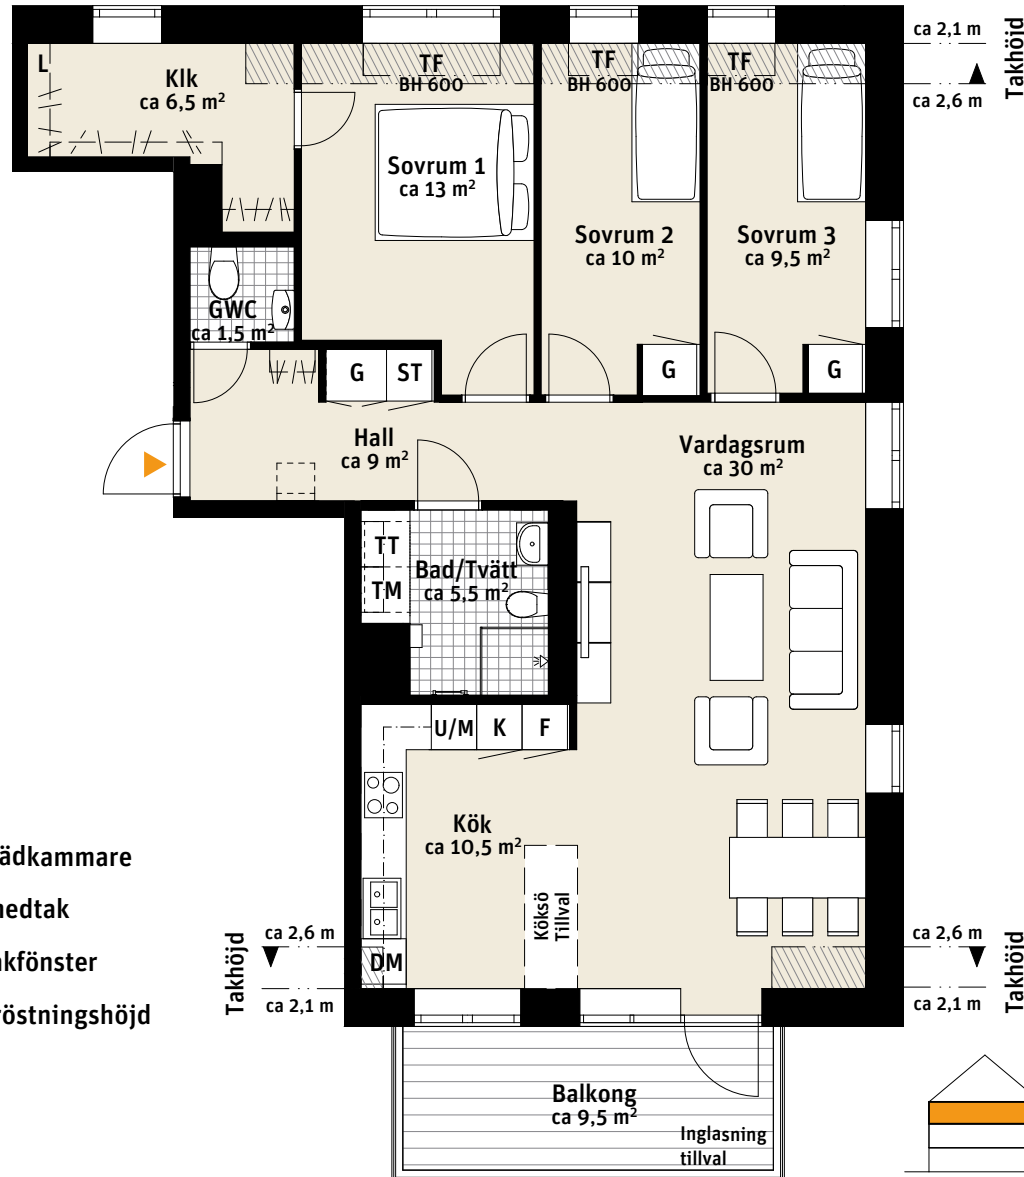 ca 2,1 m
Takhöjd
ca 2,6 m
L
Klk
ca 6,5 m²
TF
BH 600
TF
BH 600
TF
BH 600
Sovrum 1
ca 13 m²
Sovrum 2
ca 10 m²
Sovrum 3
ca 9,5 m²
GWC
ca 1,5 m²
G
ST
G
G
Hall
ca 9 m²
Vardagsrum
ca 30 m²
TT
TM
Bad/Tvätt
ca 5,5 m²
U/M
K
F
Kök
ca 10,5 m²
Köksö
Tillval
DM
ädkammare
nedtak
akfönster
röstningshöjd
Takhöjd
ca 2,6 m
ca 2,1 m
ca 2,6 m
ca 2,1 m
Takhöjd
Balkong
ca 9,5 m²
Inglasning
tillval